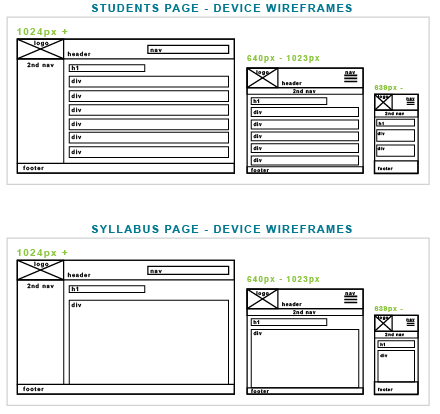 STUDENTS PAGE - DEVICE WIREFRAMES
1024px +
logo
header
nav
2nd nav
h1
div
div
div
div
div
div
footer
640px - 1023px
logo
header
nav
2nd nav
h1
div
div
div
div
div
footer
639px -
logo
nav
2nd nav
h1
div
div
footer
SYLLABUS PAGE - DEVICE WIREFRAMES
1024px +
logo
header
nav
2nd nav
h1
div
footer
640px - 1023px
logo
header
nav
2nd nav
h1
div
footer
639px -
logo
nav
2nd nav
h1
div
footer